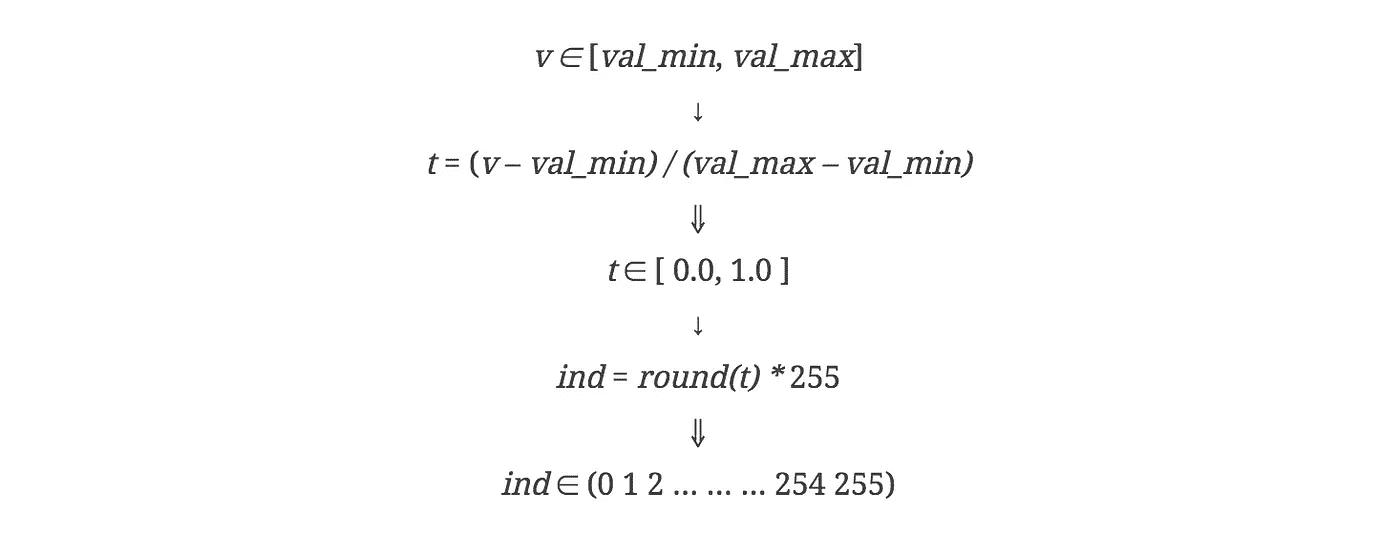 v ∈ [val_min, val_max]
↓
t = (v – val_min) / (val_max – val_min)
⇓
t ∈ [ 0.0, 1.0 ]
↓
ind = round(t) * 255
⇓
ind ∈ (0 1 2 … … … 254 255)